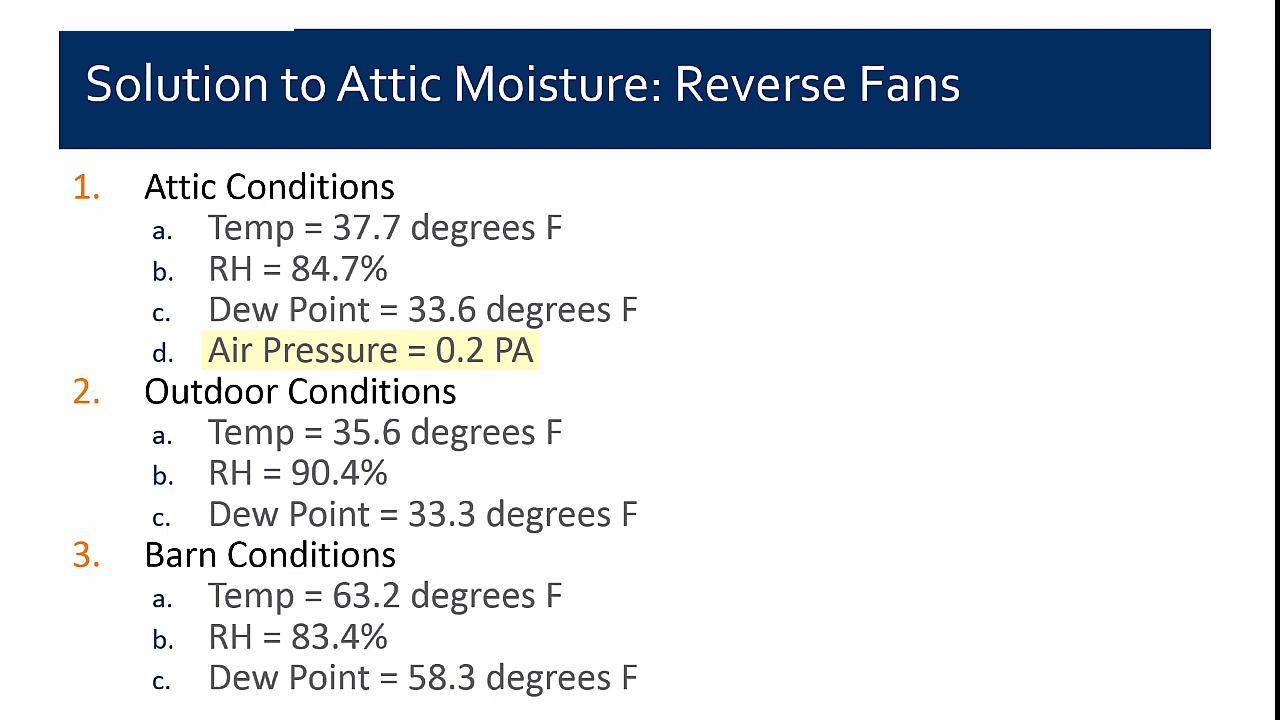 Solution to Attic Moisture: Reverse Fans
1. Attic Conditions
a. Temp = 37.7 degrees F
b. RH = 84.7%
c. Dew Point = 33.6 degrees F
d. Air Pressure = 0.2 PA
2. Outdoor Conditions
a. Temp = 35.6 degrees F
b. RH = 90.4%
c. Dew Point = 33.3 degrees F
3. Barn Conditions
a. Temp = 63.2 degrees F
b. RH = 83.4%
c. Dew Point = 58.3 degrees F